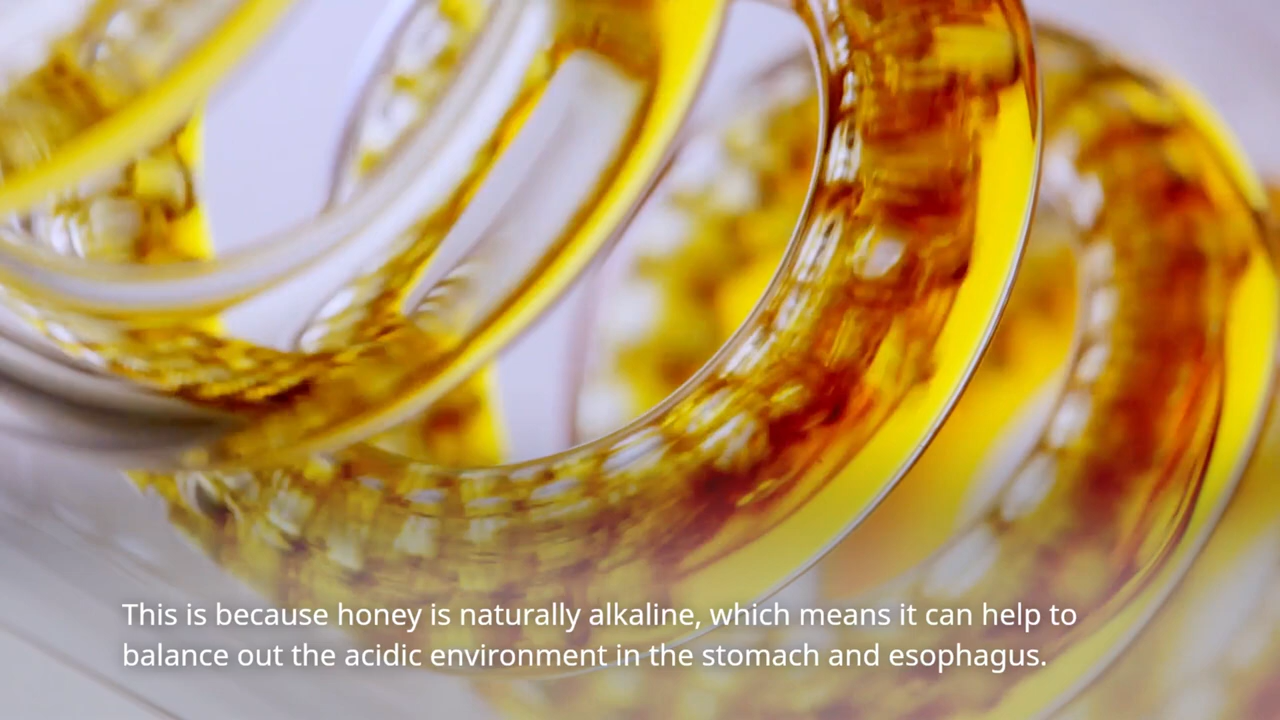 This is because honey is naturally alkaline, which means it can help to
balance out the acidic environment in the stomach and esophagus.